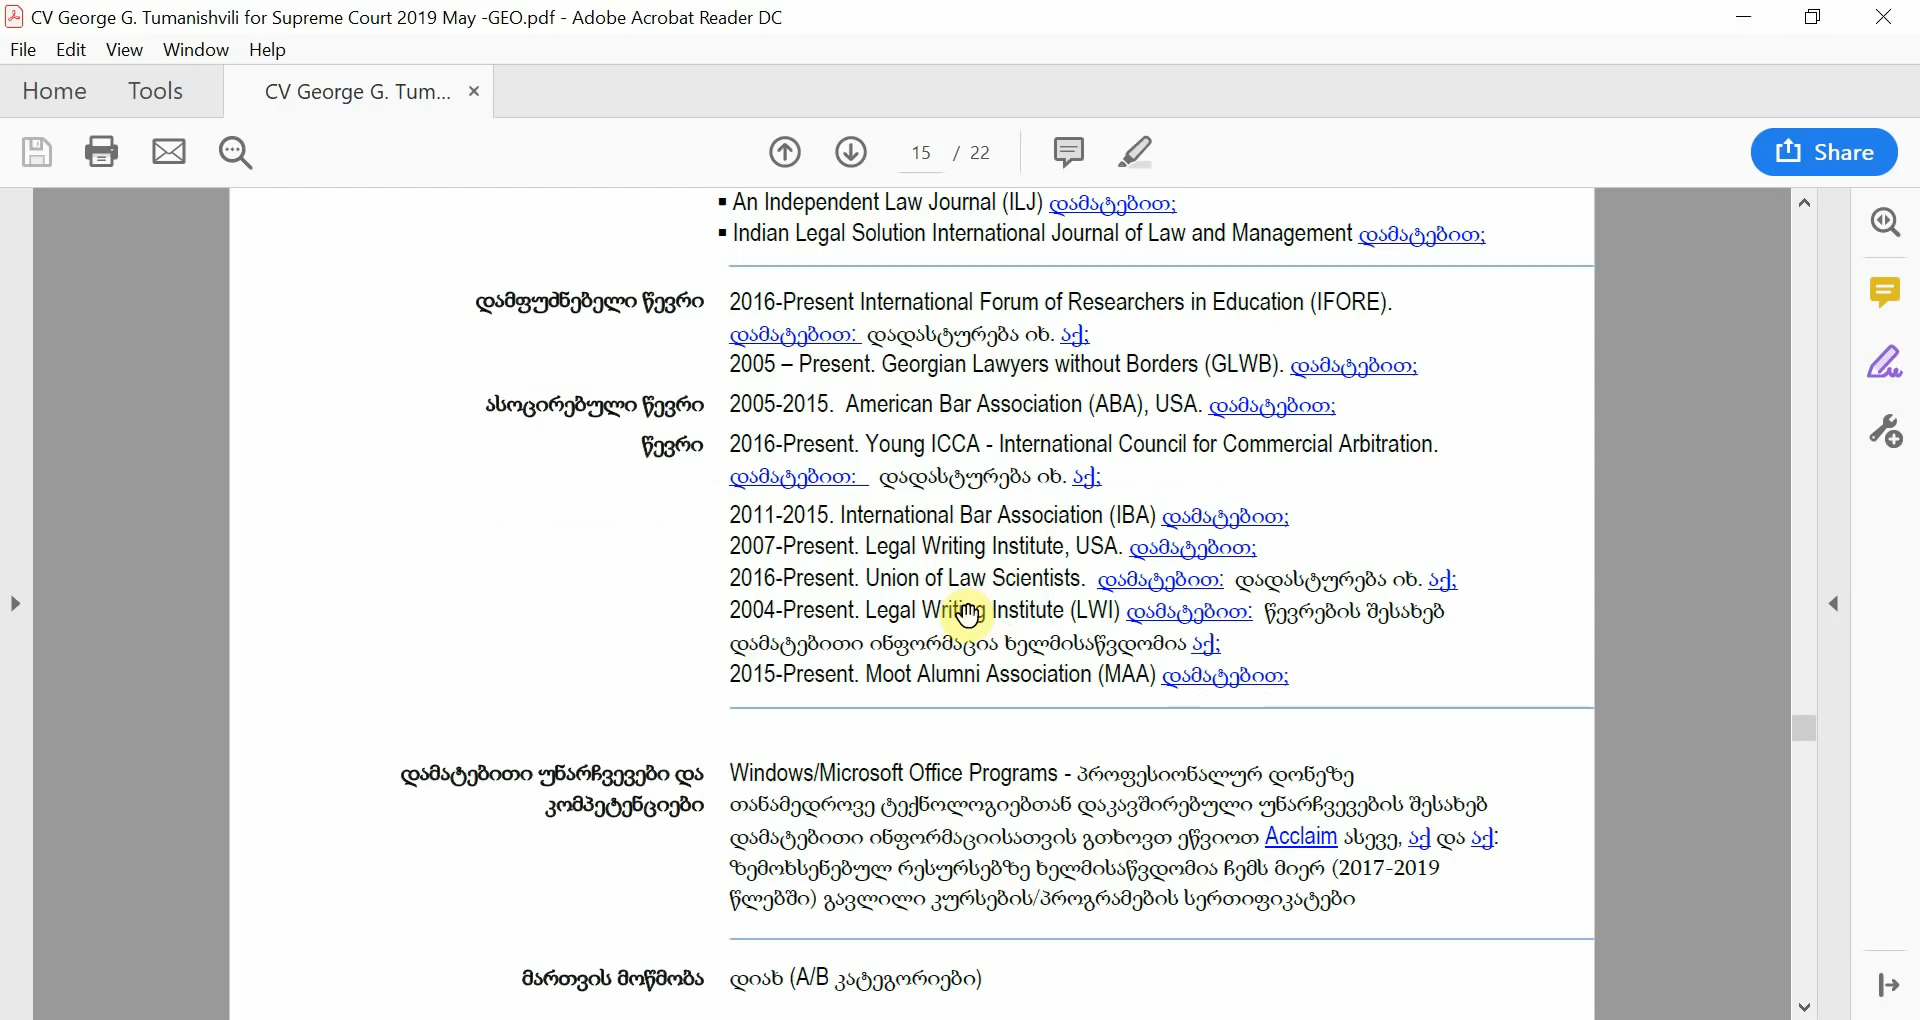 CV George G. Tumanishvili for Supreme Court 2019 May -GEO.pdf - Adobe Acrobat Reader DC
File Edit View Window Help
Home Tools CV George G. Tum... ×
15 / 22 Share
▪ An Independent Law Journal (ILJ) დამატებით;
▪ Indian Legal Solution International Journal of Law and Management დამატებით;
დამფუძნებელი წევრი 2016-Present International Forum of Researchers in Education (IFORE).
დამატებით: დადასტურება იხ. აქ;
2005 – Present. Georgian Lawyers without Borders (GLWB). დამატებით;
ასოცირებული წევრი 2005-2015. American Bar Association (ABA), USA. დამატებით;
წევრი 2016-Present. Young ICCA - International Council for Commercial Arbitration.
დამატებით: დადასტურება იხ. აქ;
2011-2015. International Bar Association (IBA) დამატებით;
2007-Present. Legal Writing Institute, USA. დამატებით;
2016-Present. Union of Law Scientists. დამატებით: დადასტურება იხ. აქ;
2004-Present. Legal Writing Institute (LWI) დამატებით: წევრების შესახებ
დამატებითი ინფორმაცია ხელმისაწვდომია აქ;
2015-Present. Moot Alumni Association (MAA) დამატებით;
დამატებითი უნარჩვევები და Windows/Microsoft Office Programs - პროფესიონალურ დონეზე
კომპეტენციები თანამედროვე ტექნოლოგიებთან დაკავშირებული უნარჩვევების შესახებ
დამატებითი ინფორმაციისათვის გთხოვთ ეწვიოთ Acclaim ასევე, აქ და აქ:
ზემოხსენებულ რესურსებზე ხელმისაწვდომია ჩემს მიერ (2017-2019
წლებში) გავლილი კურსების/პროგრამების სერთიფიკატები
მართვის მოწმობა დიახ (A/B კატეგორიები)